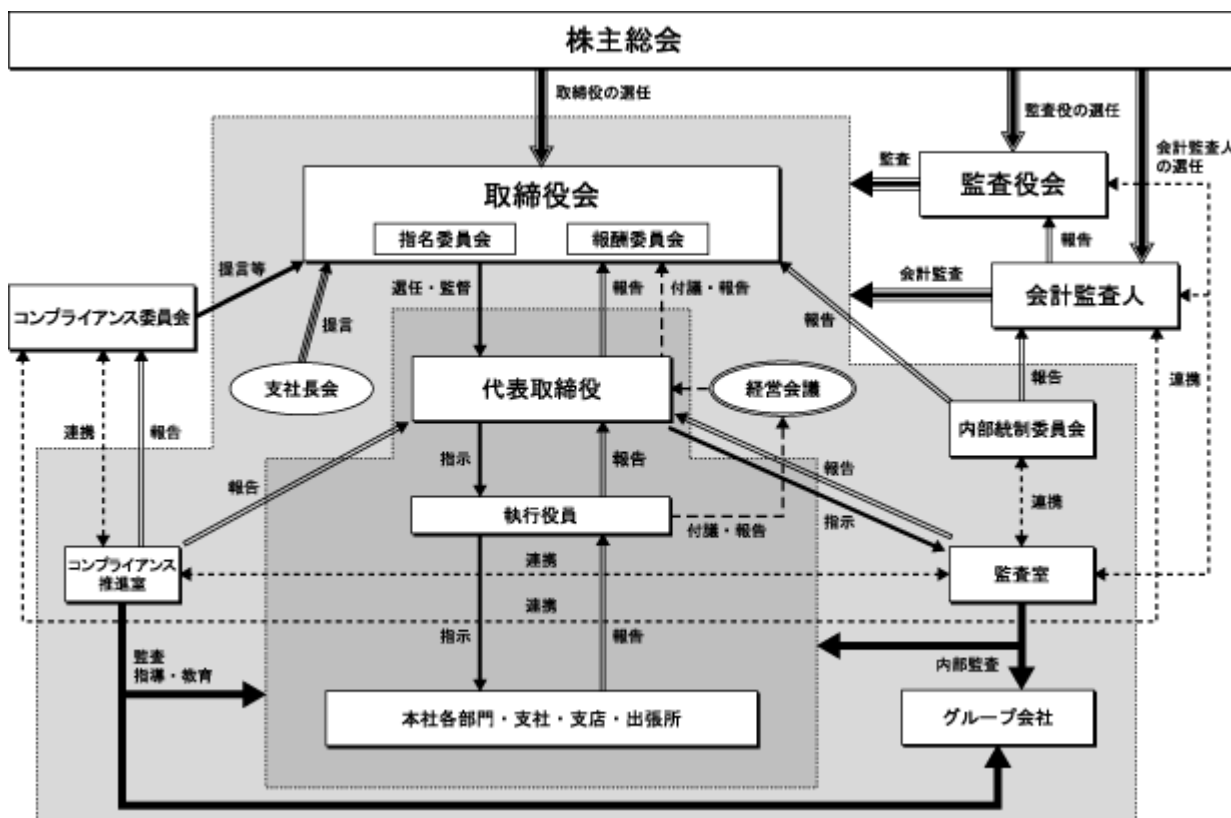 株主総会
取締役の選任
監査役の選任
会計監査人
の選任
監査
監査役会
取締役会
指名委員会
報酬委員会
報告
提言等
選任・監督
報告
付議・報告
会計監査
会計監査人
コンプライアンス委員会
提言
報告
支社長会
代表取締役
経営会議
報告
連携
内部統制委員会
連携
報告
報告
指示
報告
報告
連携
執行役員
付議・報告
指示
コンプライアンス
推進室
連携
監査室
連携
指示
報告
監査
指導・教育
内部監査
本社各部門・支社・支店・出張所
グループ会社